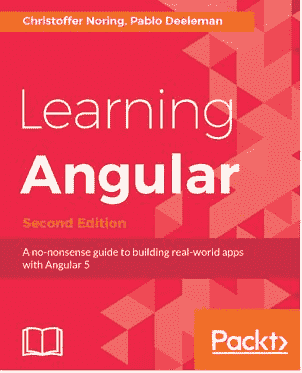 Christoffer Noring, Pablo Deeleman
Learning
Angular
Second Edition
A no-nonsense guide to building real-world apps
with Angular 5
Packt>